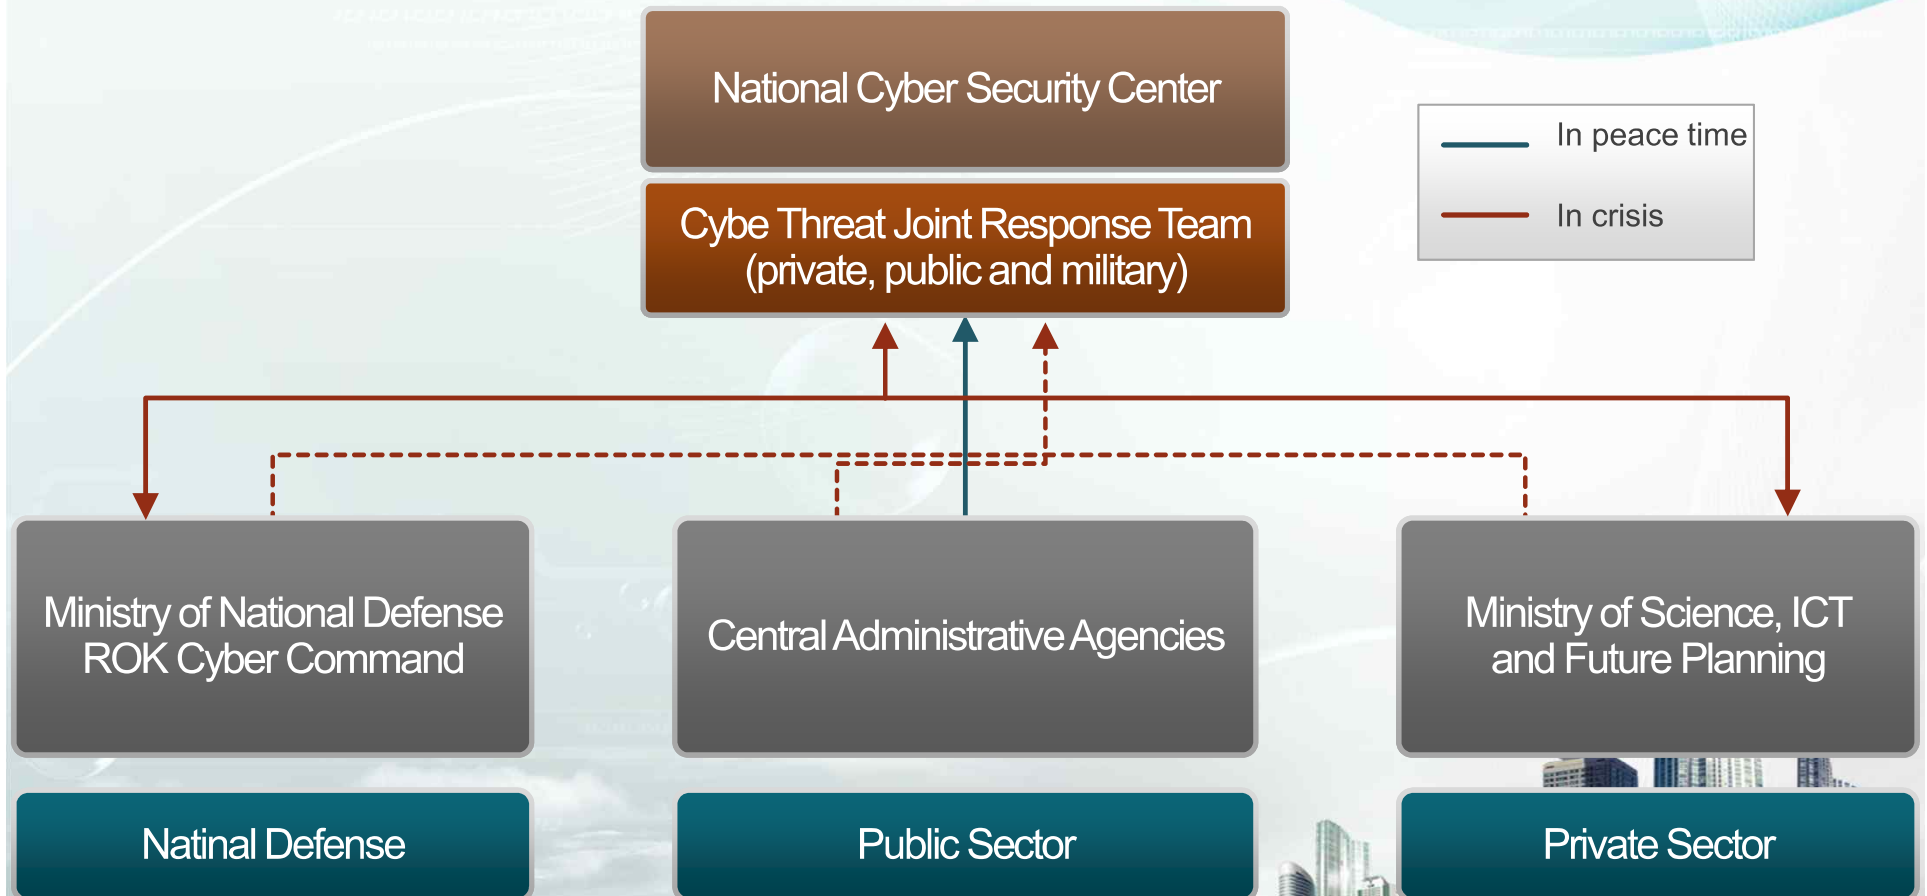 National Cyber Security Center
In peace time
In crisis
Cybe Threat Joint Response Team
(private, public and military)
Ministry of National Defense
ROK Cyber Command
Central Administrative Agencies
Ministry of Science, ICT
and Future Planning
Natinal Defense
Public Sector
Private Sector